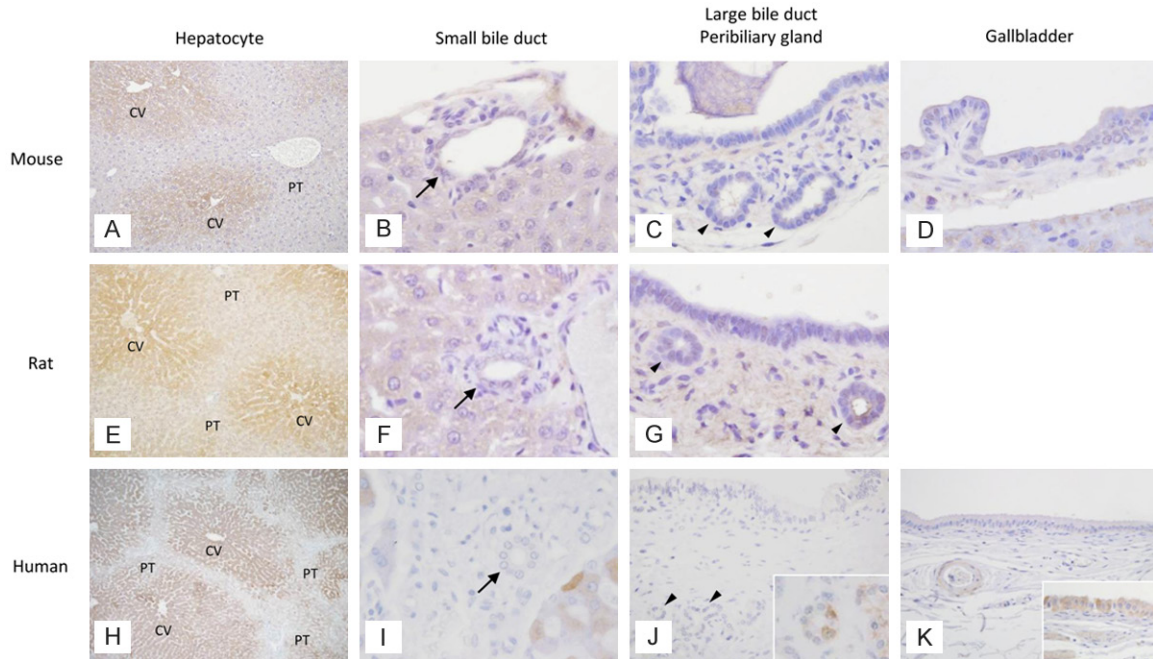 Hepatocyte
Small bile duct
Large bile duct
Peribiliary gland
Gallbladder
Mouse
CV
PT
CV
A
B
C
D
Rat
PT
CV
PT
CV
E
F
G
Human
CV
PT
PT
CV
PT
H
I
J
K